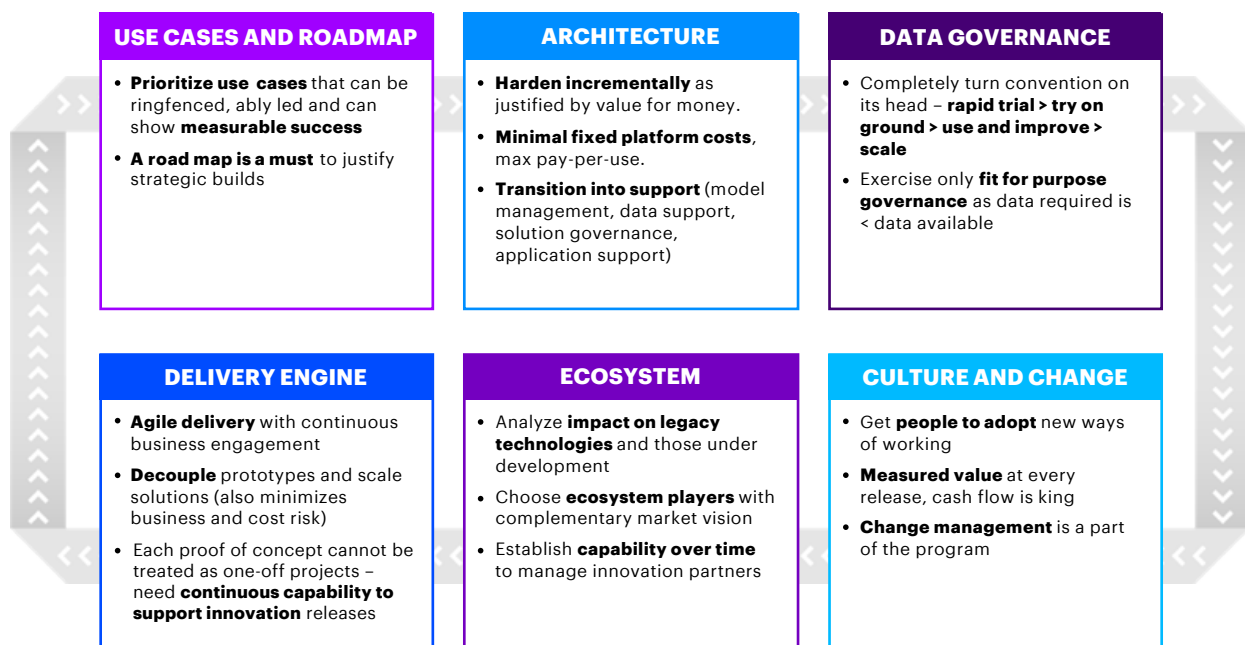 USE CASES AND ROADMAP
• Prioritize use cases that can be
ringfenced, ably led and can
show measurable success
• A road map is a must to justify
strategic builds
ARCHITECTURE
• Harden incrementally as
justified by value for money.
• Minimal fixed platform costs,
max pay-per-use.
• Transition into support (model
management, data support,
solution governance,
application support)
DATA GOVERNANCE
• Completely turn convention on
its head – rapid trial > try on
ground > use and improve >
scale
• Exercise only fit for purpose
governance as data required is
< data available
DELIVERY ENGINE
• Agile delivery with continuous
business engagement
• Decouple prototypes and scale
solutions (also minimizes
business and cost risk)
• Each proof of concept cannot be
treated as one-off projects –
need continuous capability to
support innovation releases
ECOSYSTEM
• Analyze impact on legacy
technologies and those under
development
• Choose ecosystem players with
complementary market vision
• Establish capability over time
to manage innovation partners
CULTURE AND CHANGE
• Get people to adopt new ways
of working
• Measured value at every
release, cash flow is king
• Change management is a part
of the program